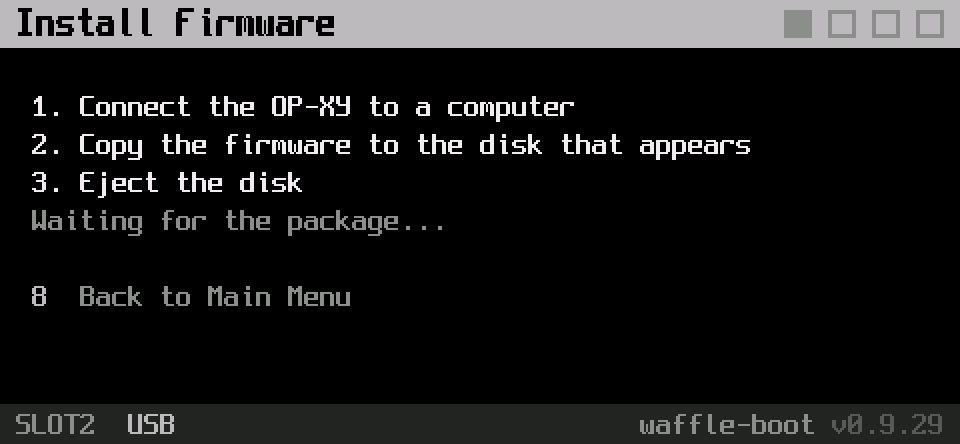 Install Firmware
1. Connect the OP-XY to a computer
2. Copy the firmware to the disk that appears
3. Eject the disk
Waiting for the package...
8 Back to Main Menu
SLOT2 USB waffle-boot v0.9.29